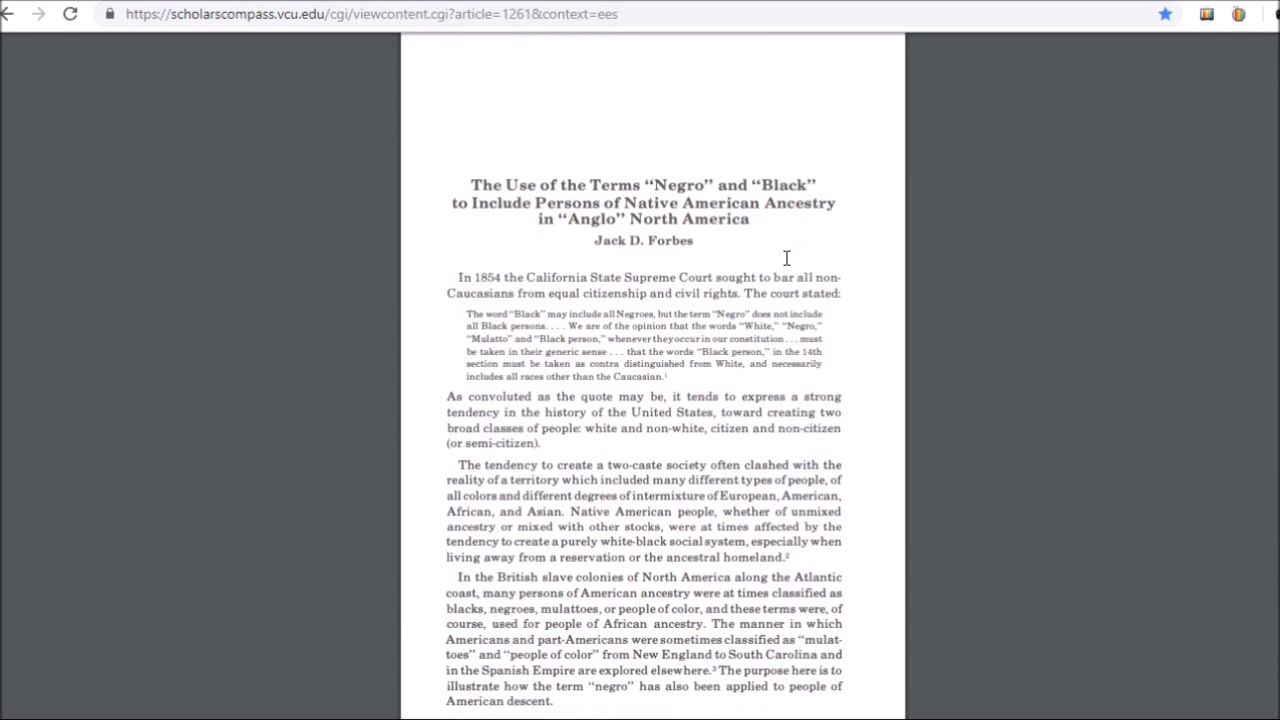 https://scholarscompass.vcu.edu/cgi/viewcontent.cgi?article=1261&context=ees
The Use of the Terms “Negro” and “Black”
to Include Persons of Native American Ancestry
in “Anglo” North America
Jack D. Forbes
In 1854 the California State Supreme Court sought to bar all non-
Caucasians from equal citizenship and civil rights. The court stated:
The word “Black” may include all Negroes, but the term “Negro” does not include
all Black persons. . . . We are of the opinion that the words “White,” “Negro,”
“Mulatto” and “Black person,” whenever they occur in our constitution . . . must
be taken in their generic sense . . . that the words “Black person,” in the 14th
section must be taken as contra distinguished from White, and necessarily
includes all races other than the Caucasian.¹
As convoluted as the quote may be, it tends to express a strong
tendency in the history of the United States, toward creating two
broad classes of people: white and non-white, citizen and non-citizen
(or semi-citizen).
The tendency to create a two-caste society often clashed with the
reality of a territory which included many different types of people, of
all colors and different degrees of intermixture of European, American,
African, and Asian. Native American people, whether of unmixed
ancestry or mixed with other stocks, were at times affected by the
tendency to create a purely white-black social system, especially when
living away from a reservation or the ancestral homeland.²
In the British slave colonies of North America along the Atlantic
coast, many persons of American ancestry were at times classified as
blacks, negroes, mulattoes, or people of color, and these terms were, of
course, used for people of African ancestry. The manner in which
Americans and part-Americans were sometimes classified as “mulat-
toes” and “people of color” from New England to South Carolina and
in the Spanish Empire are explored elsewhere.³ The purpose here is to
illustrate how the term “negro” has also been applied to people of
American descent.